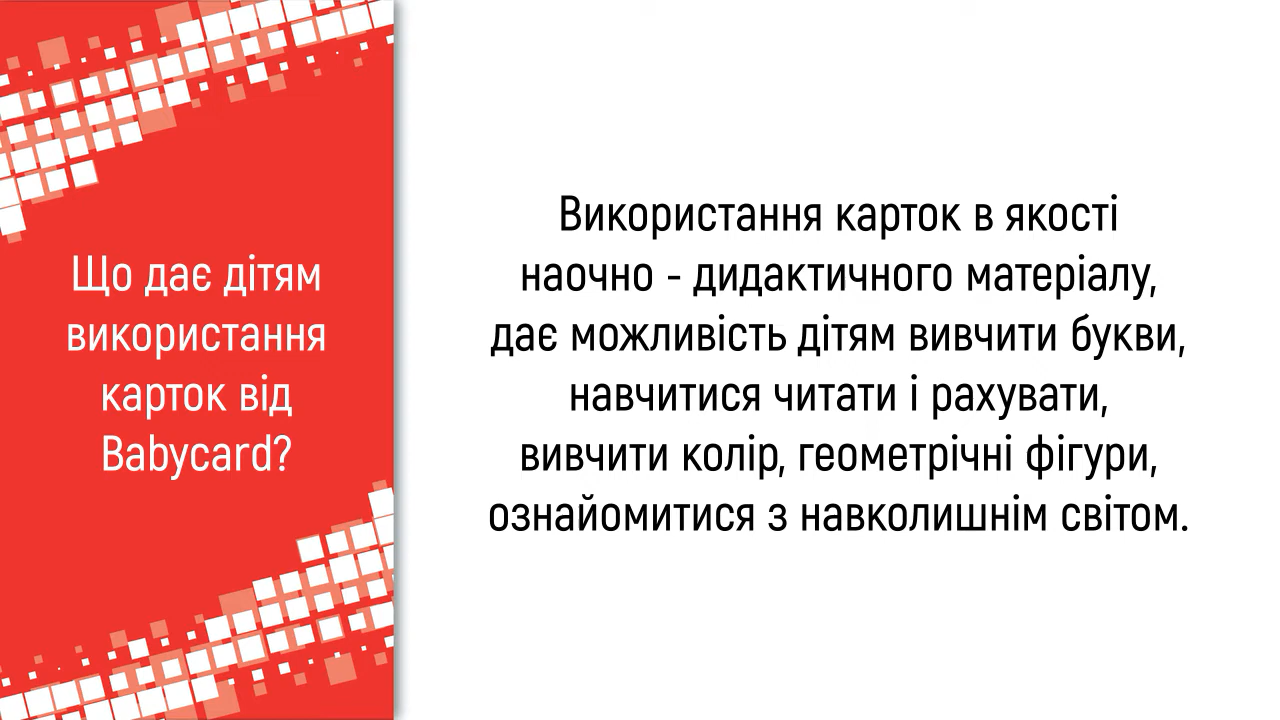 Що дає дітям
використання
карток від
Babycard?
Використання карток в якості
наочно - дидактичного матеріалу,
дає можливість дітям вивчити букви,
навчитися читати і рахувати,
вивчити колір, геометрічні фігури,
ознайомитися з навколишнім світом.